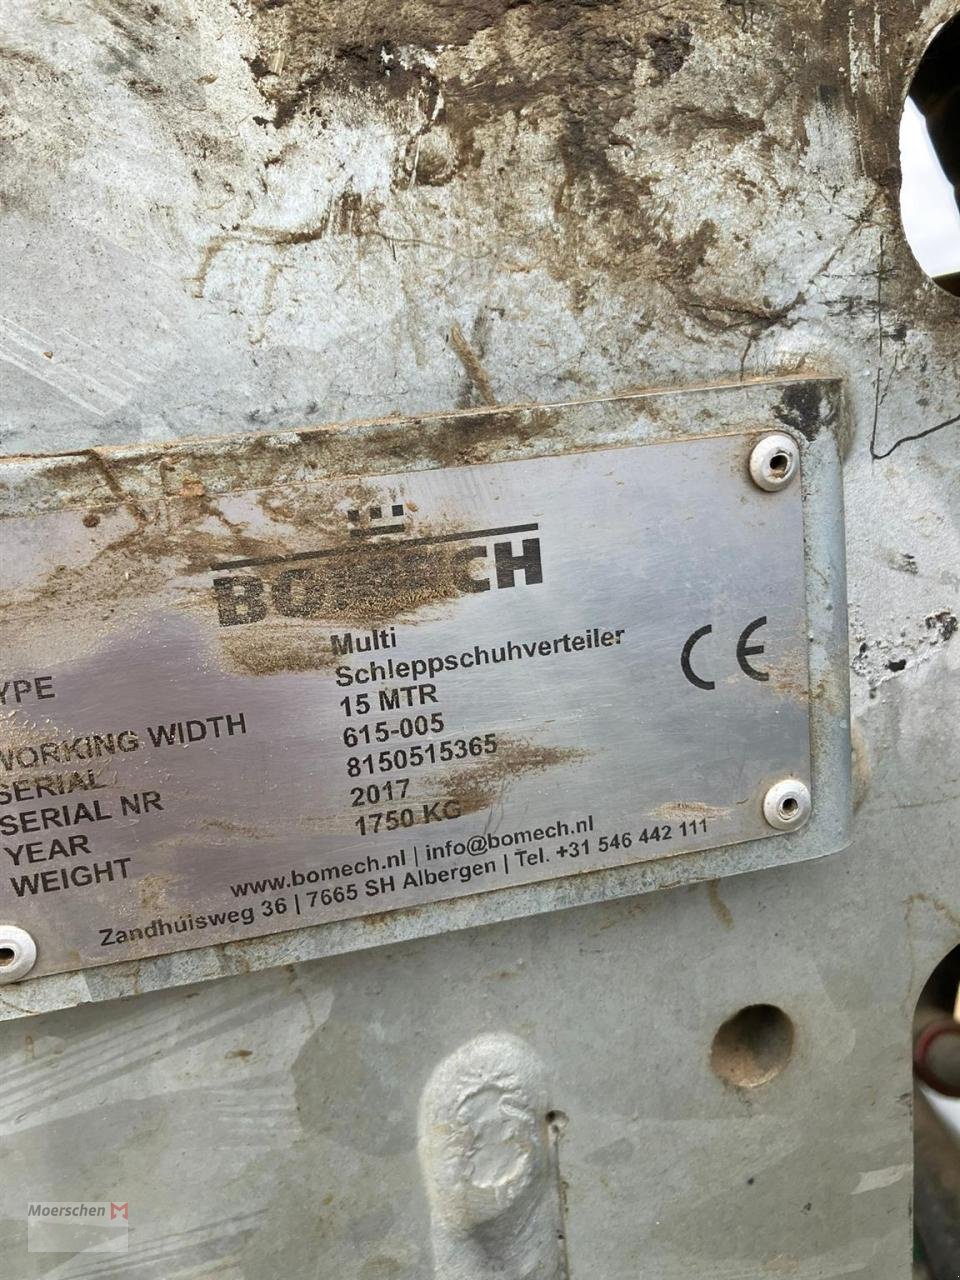 BOMECH
YPE Multi
Schleppschuhverteiler
WORKING WIDTH 15 MTR
SERIAL 615-005
SERIAL NR 8150515365
YEAR 2017
WEIGHT 1750 KG
CE
www.bomech.nl | info@bomech.nl
Zandhuisweg 36 | 7665 SH Albergen | Tel. +31 546 442 111
Moerschen M